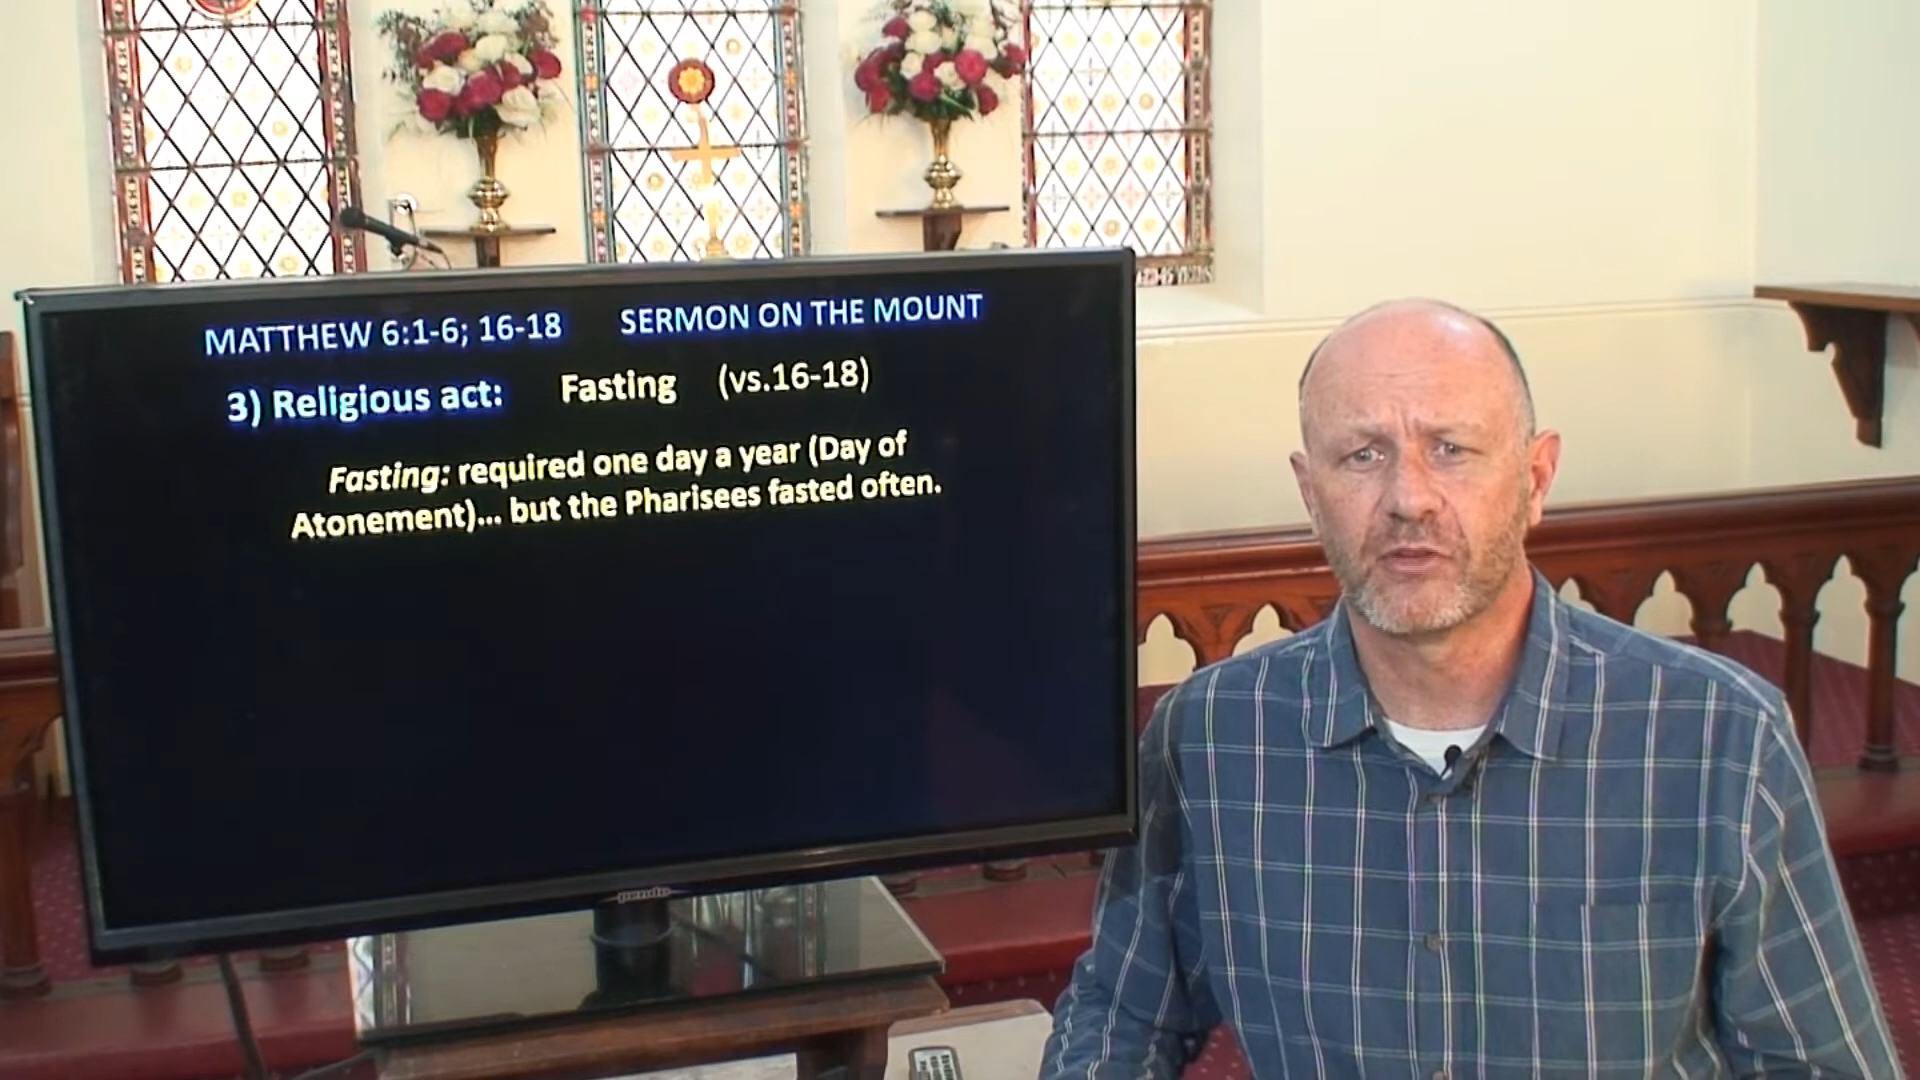 MATTHEW 6:1-6; 16-18 SERMON ON THE MOUNT
3) Religious act: Fasting (vs.16-18)
Fasting: required one day a year (Day of
Atonement)... but the Pharisees fasted often.
pendo